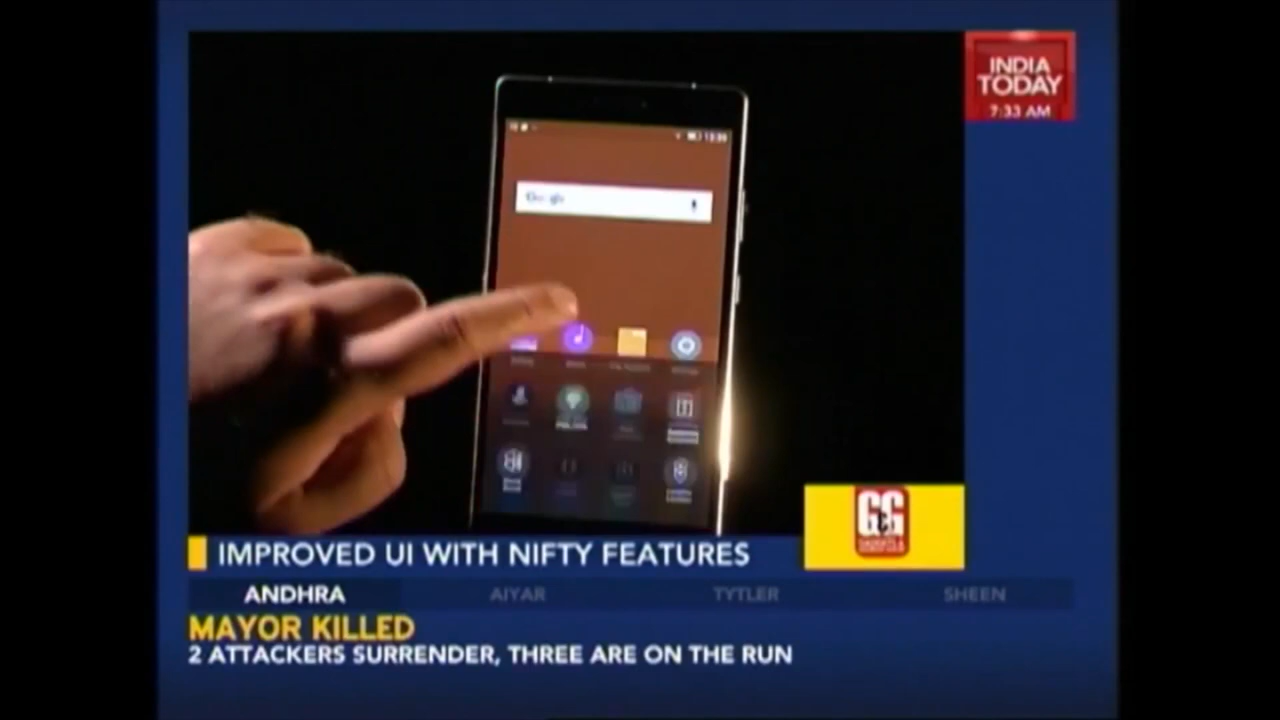 INDIA
TODAY
7:33 AM
Google
G&G
IMPROVED UI WITH NIFTY FEATURES
ANDHRA AIYAR TYTLER SHEEN
MAYOR KILLED
2 ATTACKERS SURRENDER, THREE ARE ON THE RUN